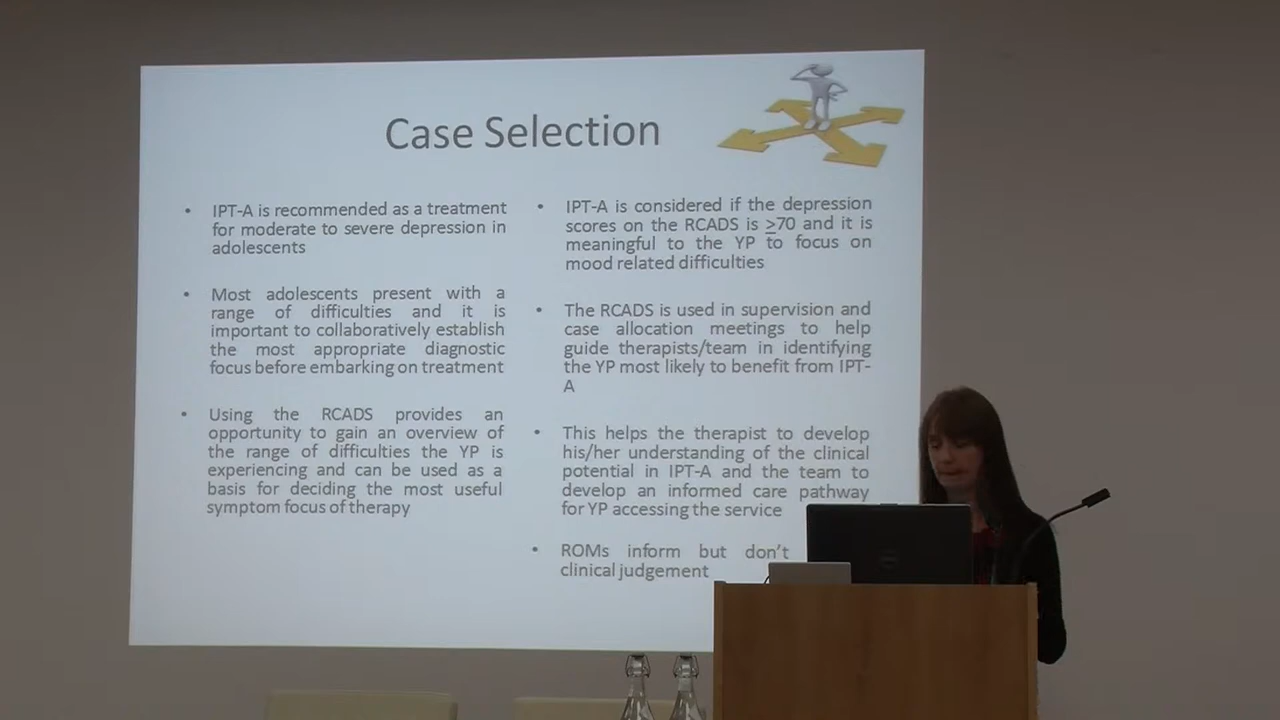 Case Selection
• IPT-A is recommended as a treatment
for moderate to severe depression in
adolescents
• Most adolescents present with a
range of difficulties and it is
important to collaboratively establish
the most appropriate diagnostic
focus before embarking on treatment
• Using the RCADS provides an
opportunity to gain an overview of
the range of difficulties the YP is
experiencing and can be used as a
basis for deciding the most useful
symptom focus of therapy
• IPT-A is considered if the depression
scores on the RCADS is ≥70 and it is
meaningful to the YP to focus on
mood related difficulties
• The RCADS is used in supervision and
case allocation meetings to help
guide therapists/team in identifying
the YP most likely to benefit from IPT-
A
• This helps the therapist to develop
his/her understanding of the clinical
potential in IPT-A and the team to
develop an informed care pathway
for YP accessing the service
• ROMs inform but don't
clinical judgement